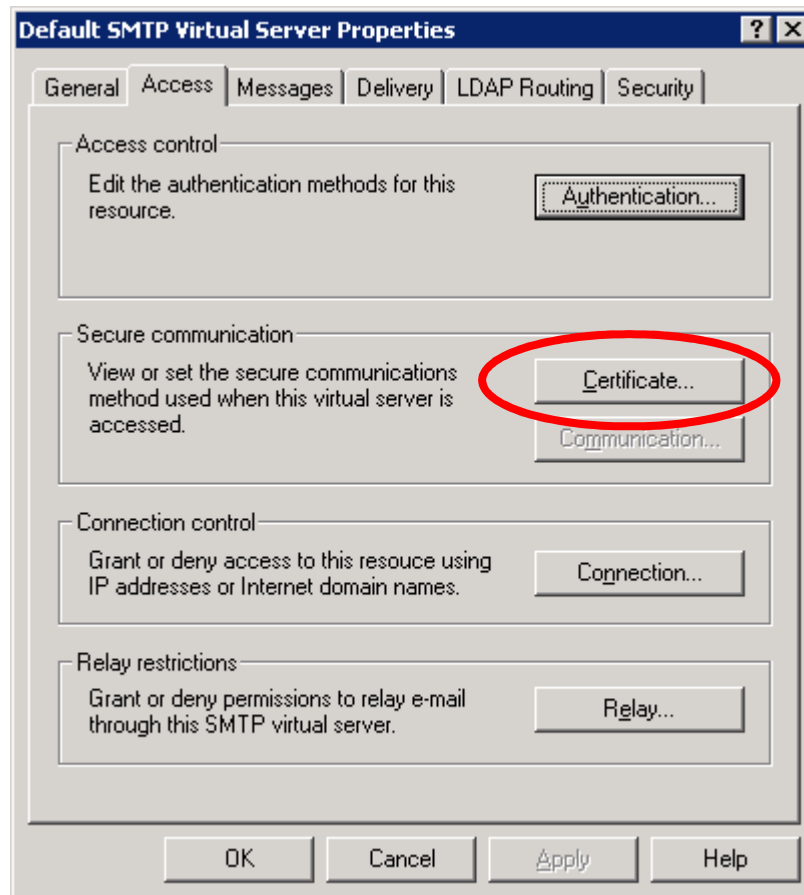 Default SMTP Virtual Server Properties
General Access Messages Delivery LDAP Routing Security
Access control
Edit the authentication methods for this
resource.
Authentication...
Secure communication
View or set the secure communications
method used when this virtual server is
accessed.
Certificate...
Communication...
Connection control
Grant or deny access to this resouce using
IP addresses or Internet domain names.
Connection...
Relay restrictions
Grant or deny permissions to relay e-mail
through this SMTP virtual server.
Relay...
OK Cancel Apply Help